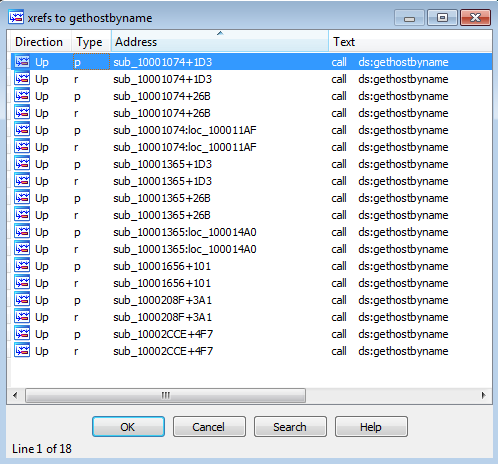 xrefs to gethostbyname
Direction Type Address Text
Up p sub_10001074+1D3 call ds:gethostbyname
Up r sub_10001074+1D3 call ds:gethostbyname
Up p sub_10001074+26B call ds:gethostbyname
Up r sub_10001074+26B call ds:gethostbyname
Up p sub_10001074:loc_100011AF call ds:gethostbyname
Up r sub_10001074:loc_100011AF call ds:gethostbyname
Up p sub_10001365+1D3 call ds:gethostbyname
Up r sub_10001365+1D3 call ds:gethostbyname
Up p sub_10001365+26B call ds:gethostbyname
Up r sub_10001365+26B call ds:gethostbyname
Up p sub_10001365:loc_100014A0 call ds:gethostbyname
Up r sub_10001365:loc_100014A0 call ds:gethostbyname
Up p sub_10001656+101 call ds:gethostbyname
Up r sub_10001656+101 call ds:gethostbyname
Up p sub_1000208F+3A1 call ds:gethostbyname
Up r sub_1000208F+3A1 call ds:gethostbyname
Up p sub_10002CCE+4F7 call ds:gethostbyname
Up r sub_10002CCE+4F7 call ds:gethostbyname
OK Cancel Search Help
Line 1 of 18